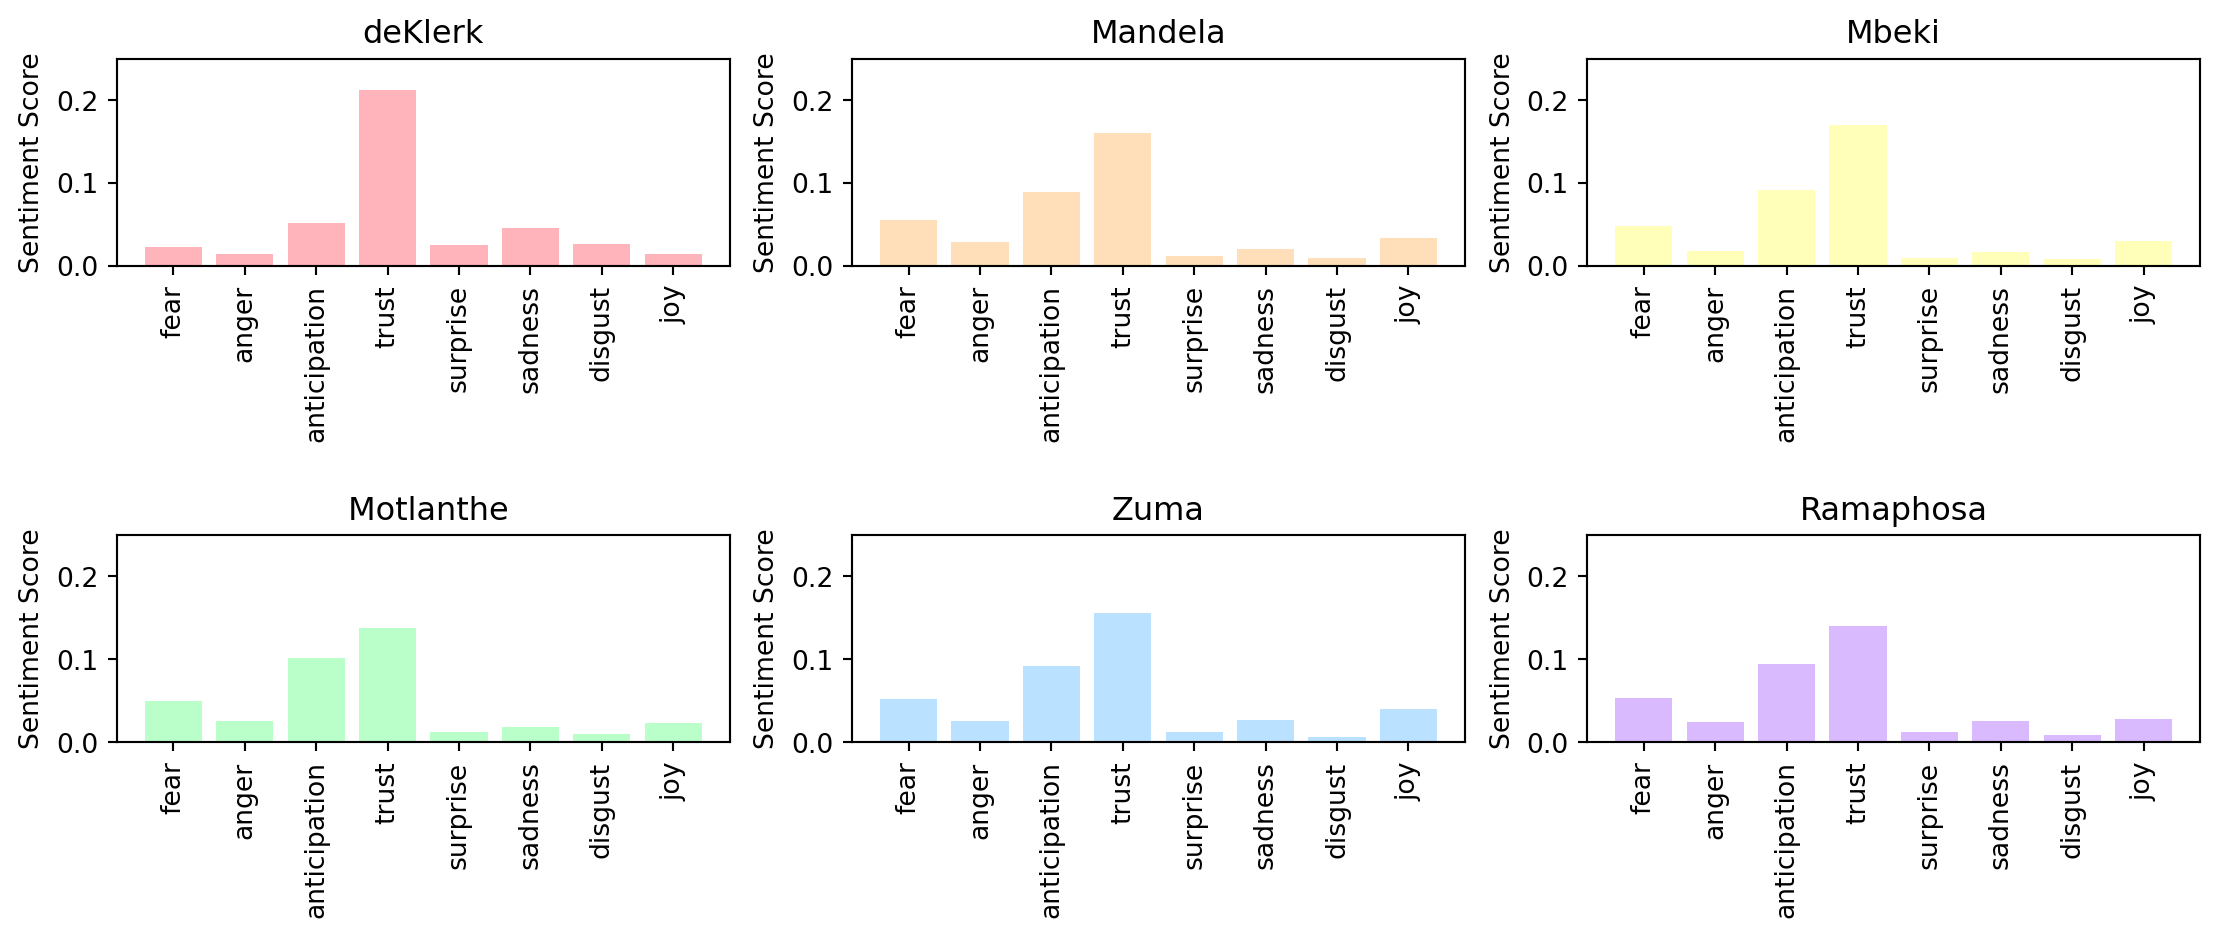 deKlerk
Sentiment Score
0.2
0.1
0.0
fear
anger
anticipation
trust
surprise
sadness
disgust
joy
Mandela
Sentiment Score
0.2
0.1
0.0
fear
anger
anticipation
trust
surprise
sadness
disgust
joy
Mbeki
Sentiment Score
0.2
0.1
0.0
fear
anger
anticipation
trust
surprise
sadness
disgust
joy
Motlanthe
Sentiment Score
0.2
0.1
0.0
fear
anger
anticipation
trust
surprise
sadness
disgust
joy
Zuma
Sentiment Score
0.2
0.1
0.0
fear
anger
anticipation
trust
surprise
sadness
disgust
joy
Ramaphosa
Sentiment Score
0.2
0.1
0.0
fear
anger
anticipation
trust
surprise
sadness
disgust
joy